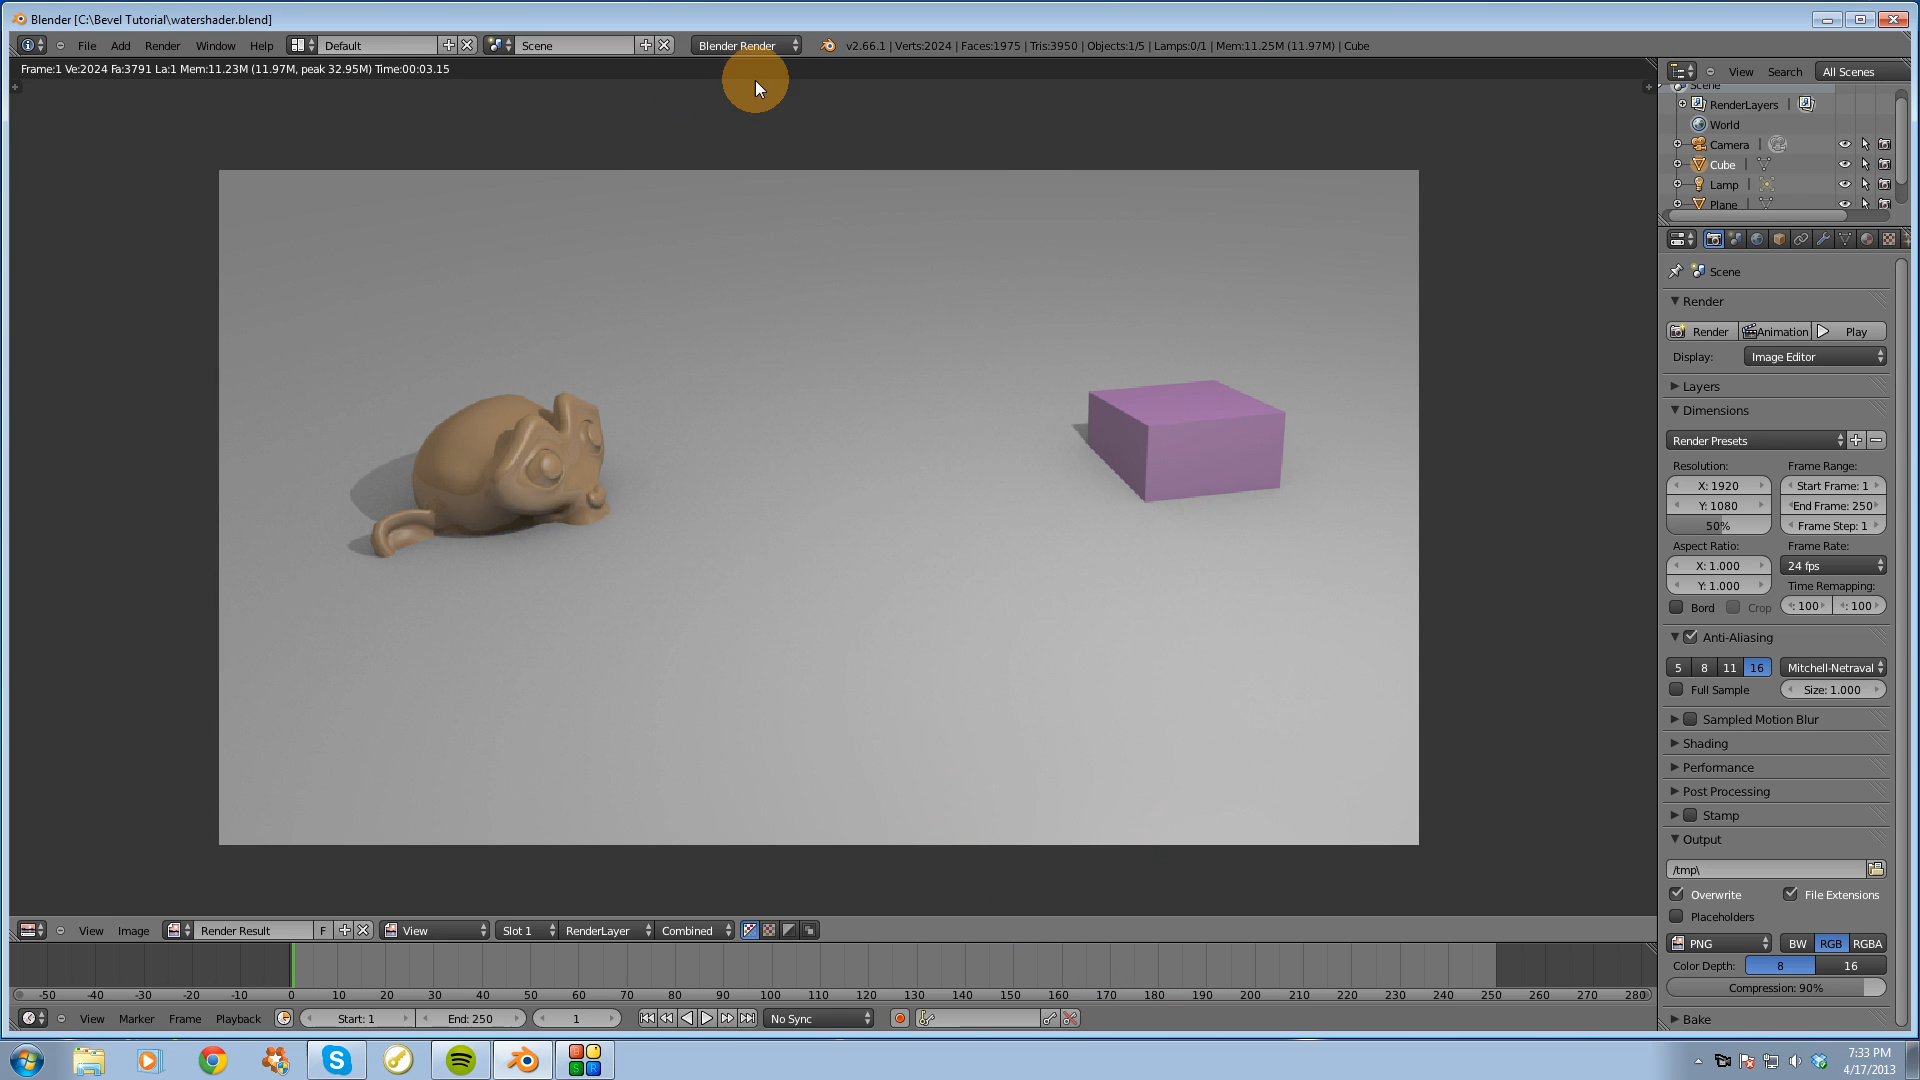 Blender [C:\Bevel Tutorial\watershader.blend]
File Add Render Window Help Default Scene Blender Render v2.66.1 | Verts:2024 | Faces:1975 | Tris:3950 | Objects:1/5 | Lamps:0/1 | Mem:11.25M (11.97M) | Cube
Frame:1 Ve:2024 Fa:3791 La:1 Mem:11.23M (11.97M, peak 32.95M) Time:00:03.15
View Search All Scenes
Scene
RenderLayers
World
Camera
Cube
Lamp
Plane
Scene
Render
Render Animation Play
Display: Image Editor
Layers
Dimensions
Render Presets
Resolution: Frame Range:
X: 1920 Start Frame: 1
Y: 1080 End Frame: 250
50% Frame Step: 1
Aspect Ratio: Frame Rate:
X: 1.000 24 fps
Y: 1.000 Time Remapping:
Bord Crop : 100 : 100
Anti-Aliasing
5 8 11 16 Mitchell-Netraval
Full Sample Size: 1.000
Sampled Motion Blur
Shading
Performance
Post Processing
Stamp
Output
/tmp\
Overwrite File Extensions
Placeholders
PNG BW RGB RGBA
Color Depth: 8 16
Compression: 90%
Bake
View Image Render Result F View Slot 1 RenderLayer Combined
-50 -40 -30 -20 -10 0 10 20 30 40 50 60 70 80 90 100 110 120 130 140 150 160 170 180 190 200 210 220 230 240 250 260 270 280
View Marker Frame Playback Start: 1 End: 250 1 No Sync
7:33 PM
4/17/2013